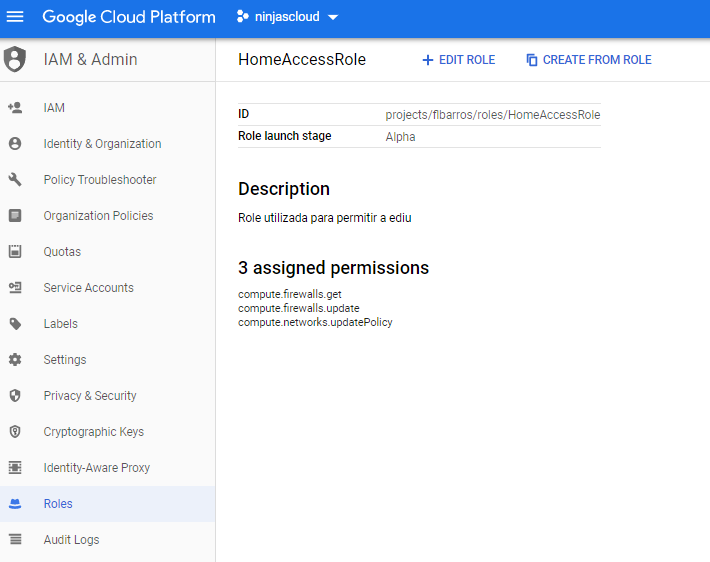 Google Cloud Platform ninjascloud
IAM & Admin
HomeAccessRole EDIT ROLE CREATE FROM ROLE
IAM
Identity & Organization
Policy Troubleshooter
Organization Policies
Quotas
Service Accounts
Labels
Settings
Privacy & Security
Cryptographic Keys
Identity-Aware Proxy
Roles
Audit Logs
ID projects/flbarros/roles/HomeAccessRole
Role launch stage Alpha
Description
Role utilizada para permitir a ediu
3 assigned permissions
compute.firewalls.get
compute.firewalls.update
compute.networks.updatePolicy